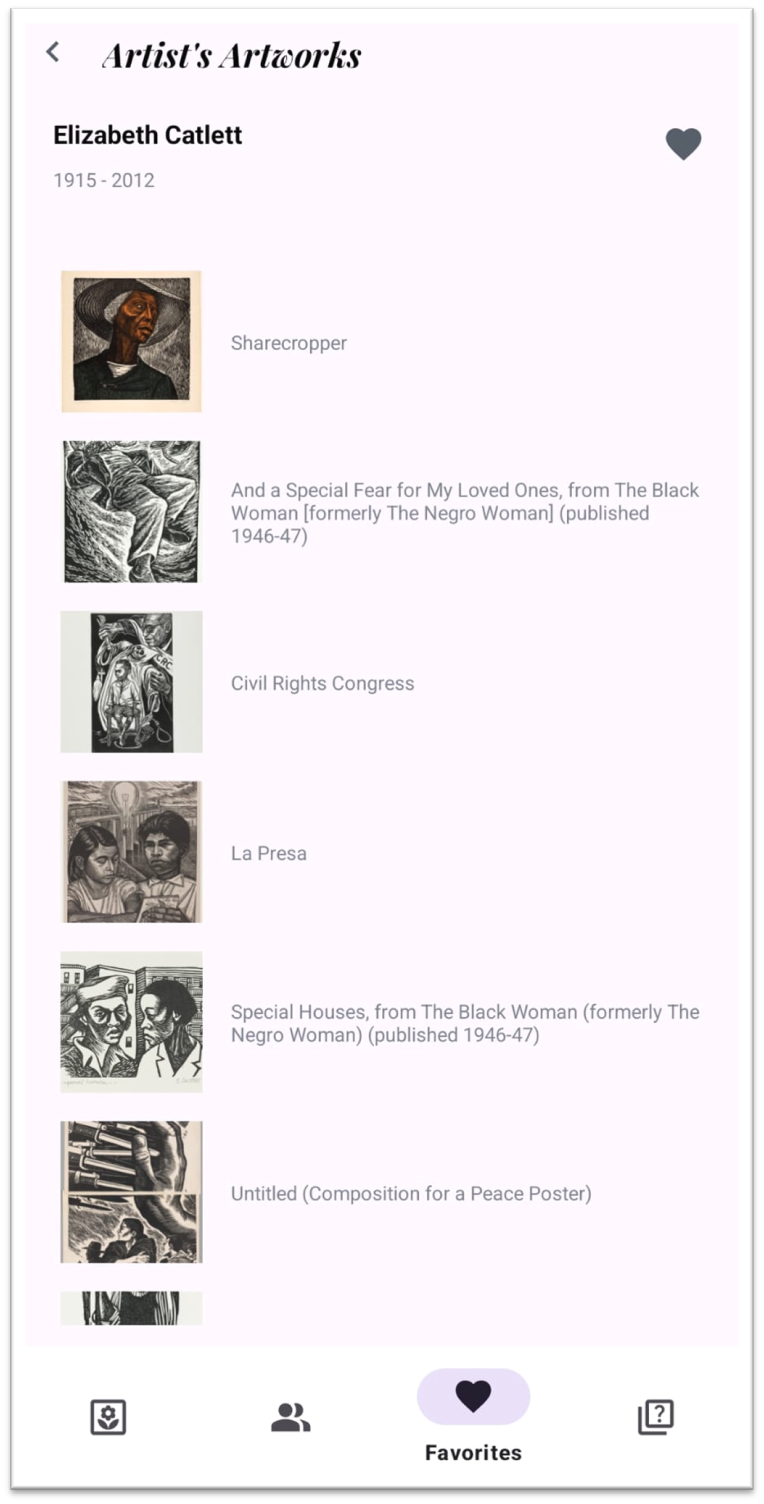 Artist's Artworks
Elizabeth Catlett
1915 - 2012
Sharecropper
And a Special Fear for My Loved Ones, from The Black
Woman [formerly The Negro Woman] (published
1946-47)
CRC
Civil Rights Congress
La Presa
Special Houses, from The Black Woman (formerly The
Negro Woman) (published 1946-47)
Untitled (Composition for a Peace Poster)
?
Favorites